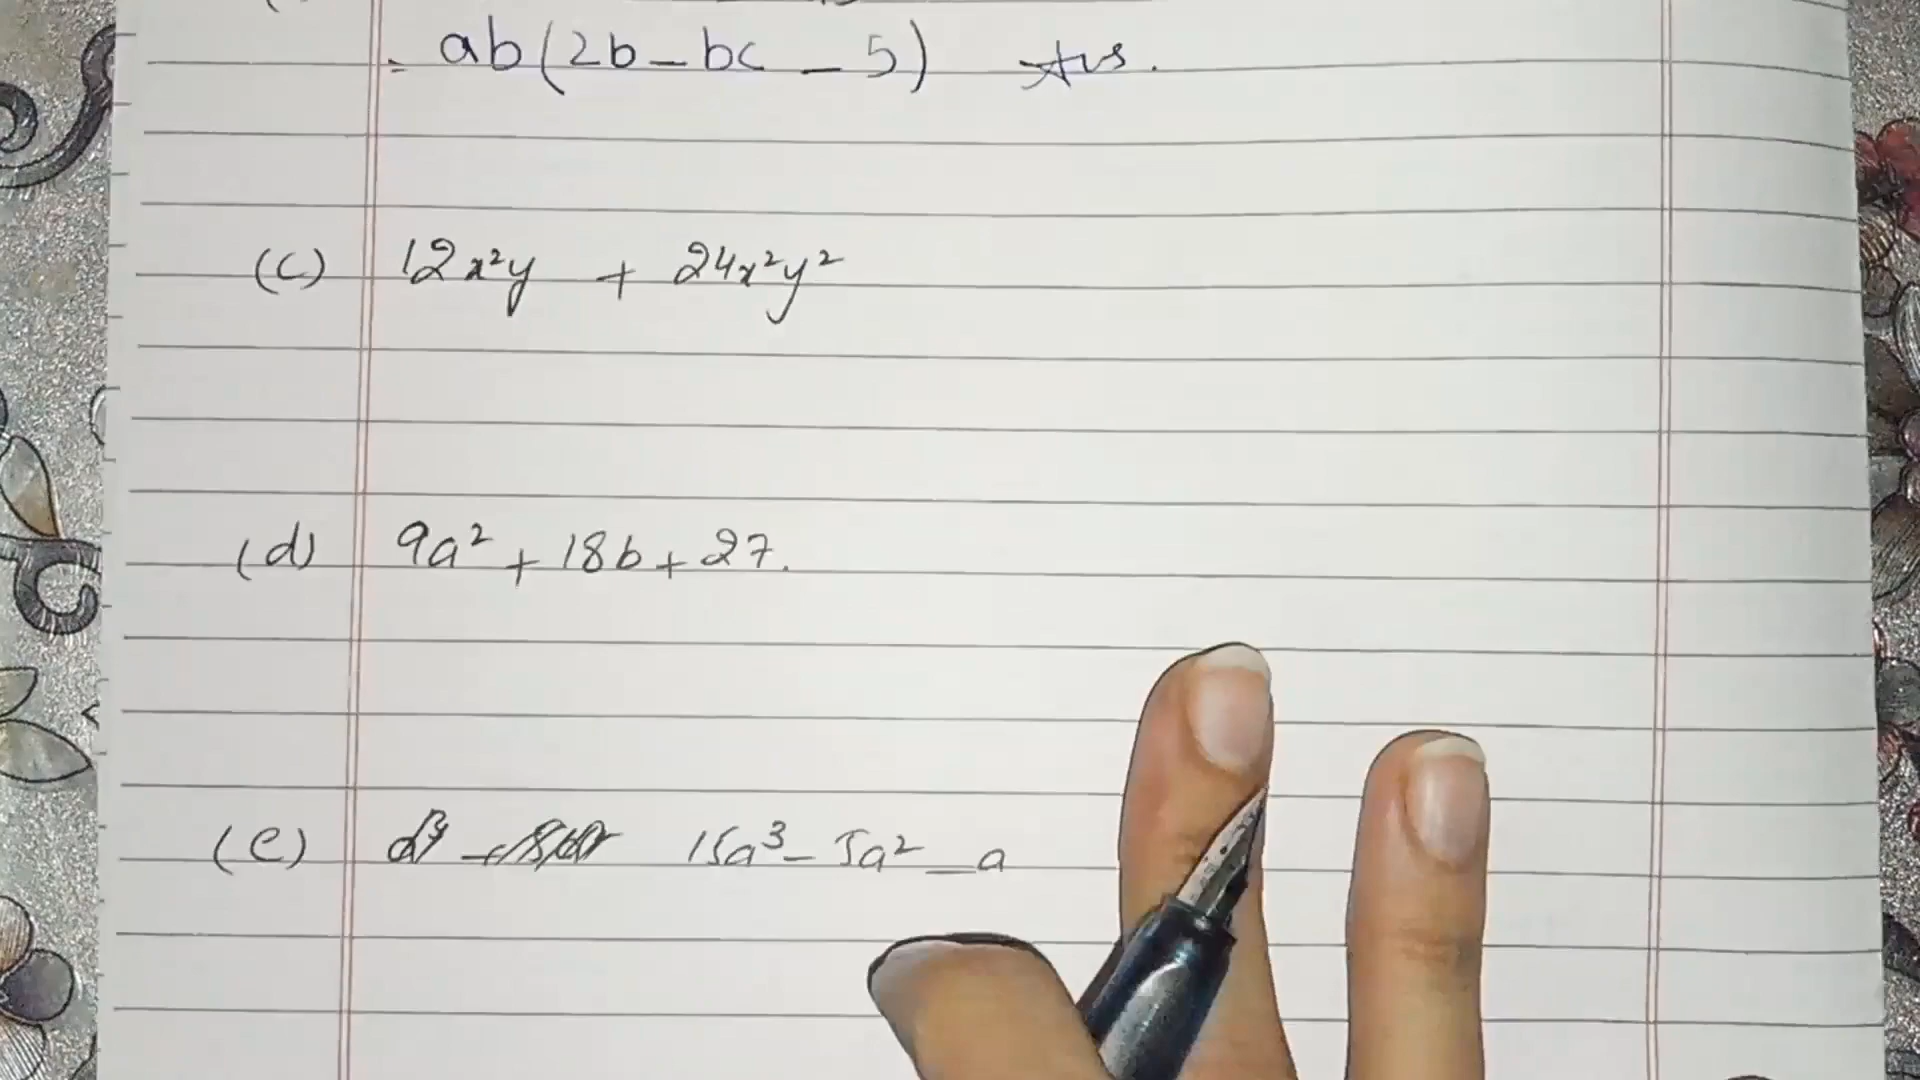 = ab(2b - bc - 5) Ans.
(c) 12x²y + 24x²y²
(d) 9a² + 18b + 27.
(e) 15a³ - 5a² - a